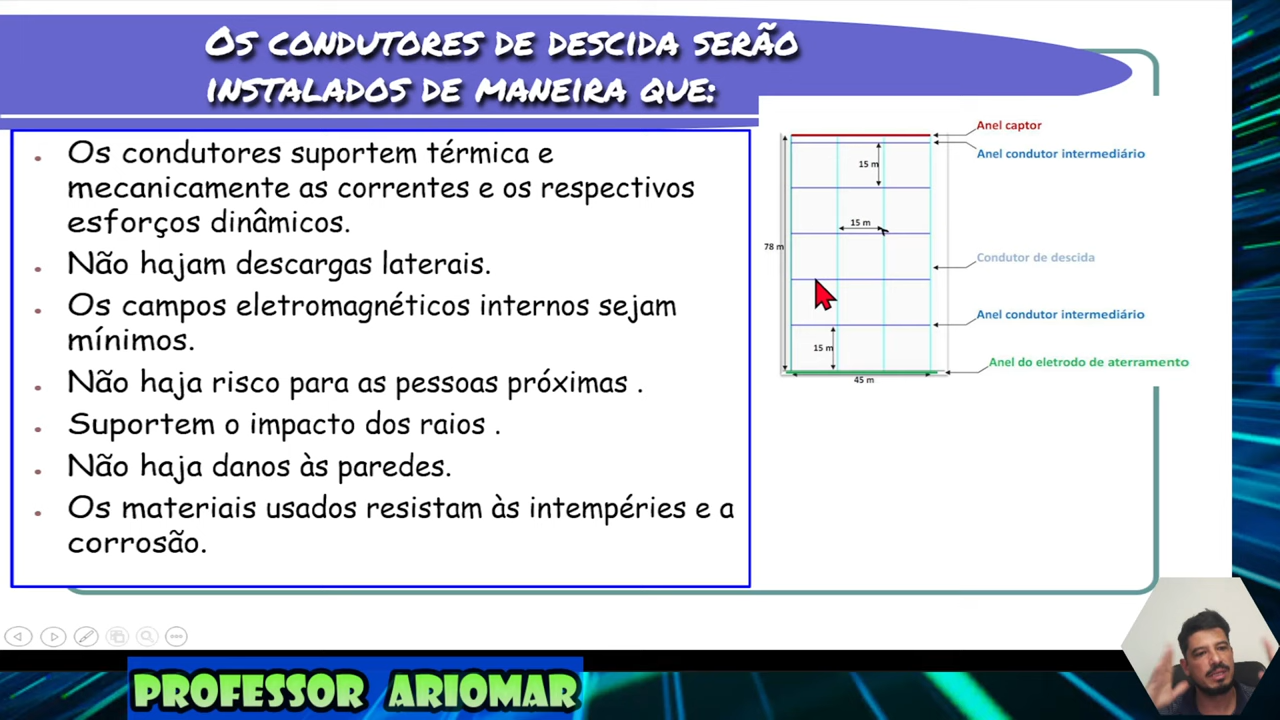 Os condutores de descida serão
instalados de maneira que:
Os condutores suportem térmica e
mecanicamente as correntes e os respectivos
esforços dinâmicos.
Não hajam descargas laterais.
Os campos eletromagnéticos internos sejam
mínimos.
Não haja risco para as pessoas próximas .
Suportem o impacto dos raios .
Não haja danos às paredes.
Os materiais usados resistam às intempéries e a
corrosão.
Anel captor
Anel condutor intermediário
15 m
15 m
78 m
Condutor de descida
Anel condutor intermediário
15 m
Anel do eletrodo de aterramento
45 m
PROFESSOR ARIOMAR